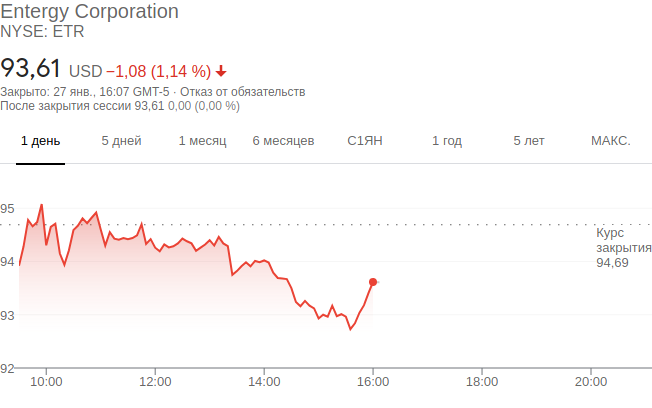 Entergy Corporation
NYSE: ETR
93,61 USD −1,08 (1,14 %)
Закрыто: 27 янв., 16:07 GMT-5 · Отказ от обязательств
После закрытия сессии 93,61 0,00 (0,00 %)
1 день 5 дней 1 месяц 6 месяцев С1ЯН 1 год 5 лет МАКС.
95
Курс
закрытия
94,69
94
93
92
10:00 12:00 14:00 16:00 18:00 20:00